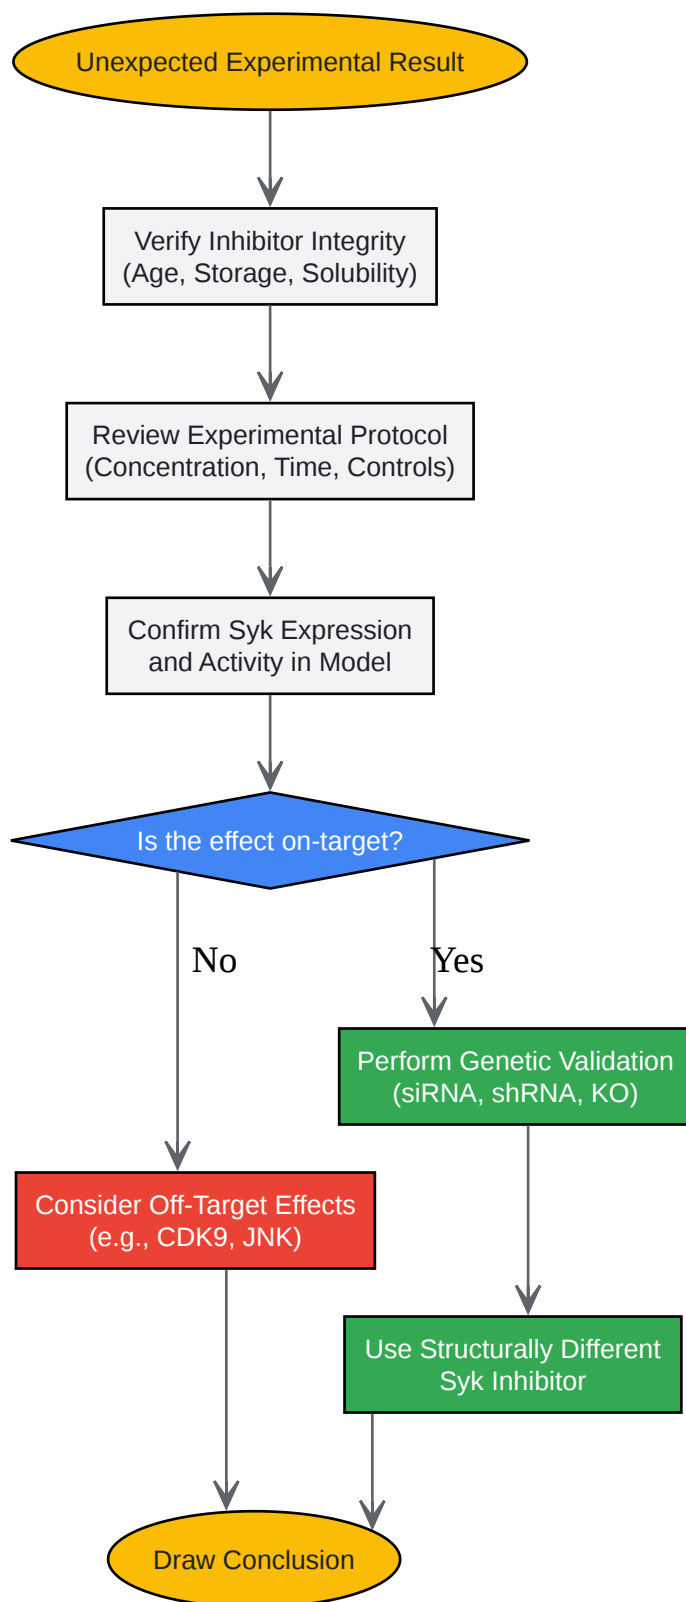 Unexpected Experimental Result
Verify Inhibitor Integrity
(Age, Storage, Solubility)
Review Experimental Protocol
(Concentration, Time, Controls)
Confirm Syk Expression
and Activity in Model
Is the effect on-target?
No
Yes
Perform Genetic Validation
(siRNA, shRNA, KO)
Consider Off-Target Effects
(e.g., CDK9, JNK)
Use Structurally Different
Syk Inhibitor
Draw Conclusion